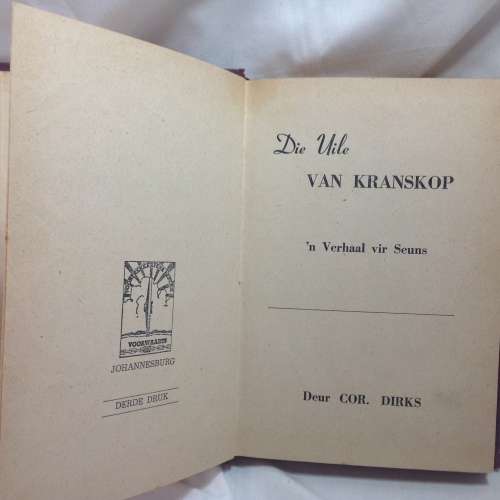 VOORWAARTS
JOHANNESBURG
DERDE DRUK
Die Uile
VAN KRANSKOP
'n Verhaal vir Seuns
Deur COR. DIRKS